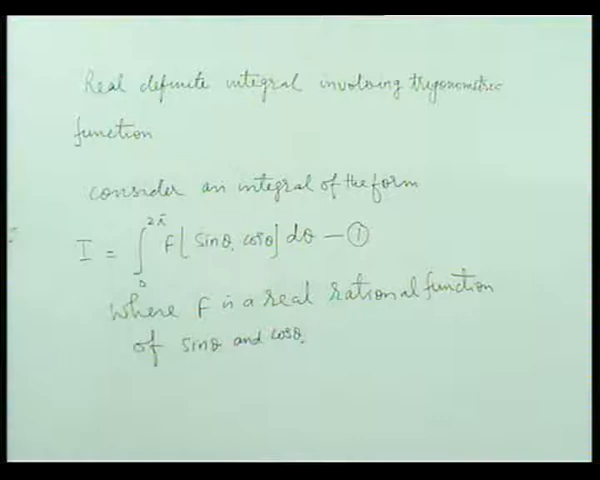 Real definite integral involving trigonometric
function
consider an integral of the form
I = ∫₀^{2π} F[sinθ, cosθ] dθ — ①
where F is a real rational function
of sinθ and cosθ.